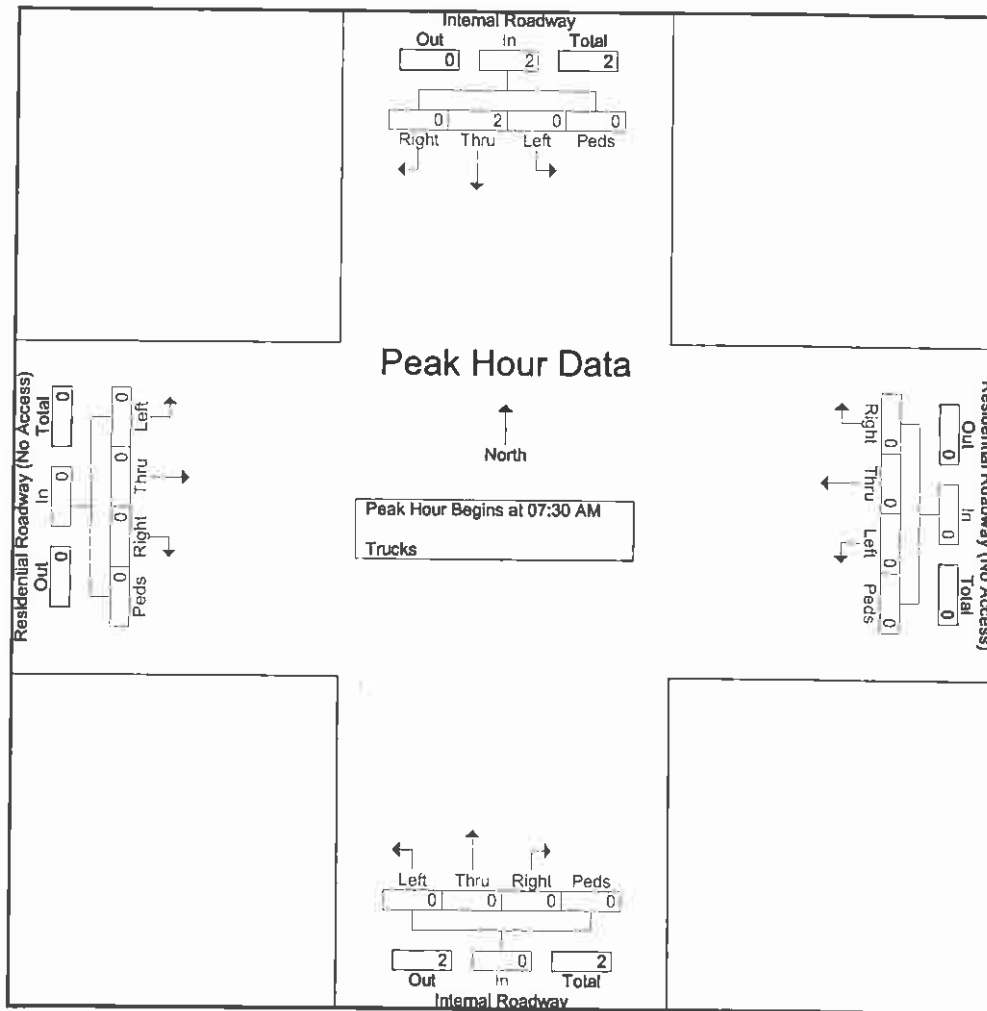 Internal Roadway
Out In Total
0 2 2
0 2 0 0
Right Thru Left Peds
Peak Hour Data
North
Peak Hour Begins at 07:30 AM
Trucks
Residential Roadway (No Access)
Out In Total
0 0 0
0 0 0 0
Left Thru Right Peds
Residential Roadway (No Access)
Out In Total
0 0 0
0 0 0 0
Right Thru Left Peds
Left Thru Right Peds
0 0 0 0
2 0 2
Out In Total
Internal Roadway